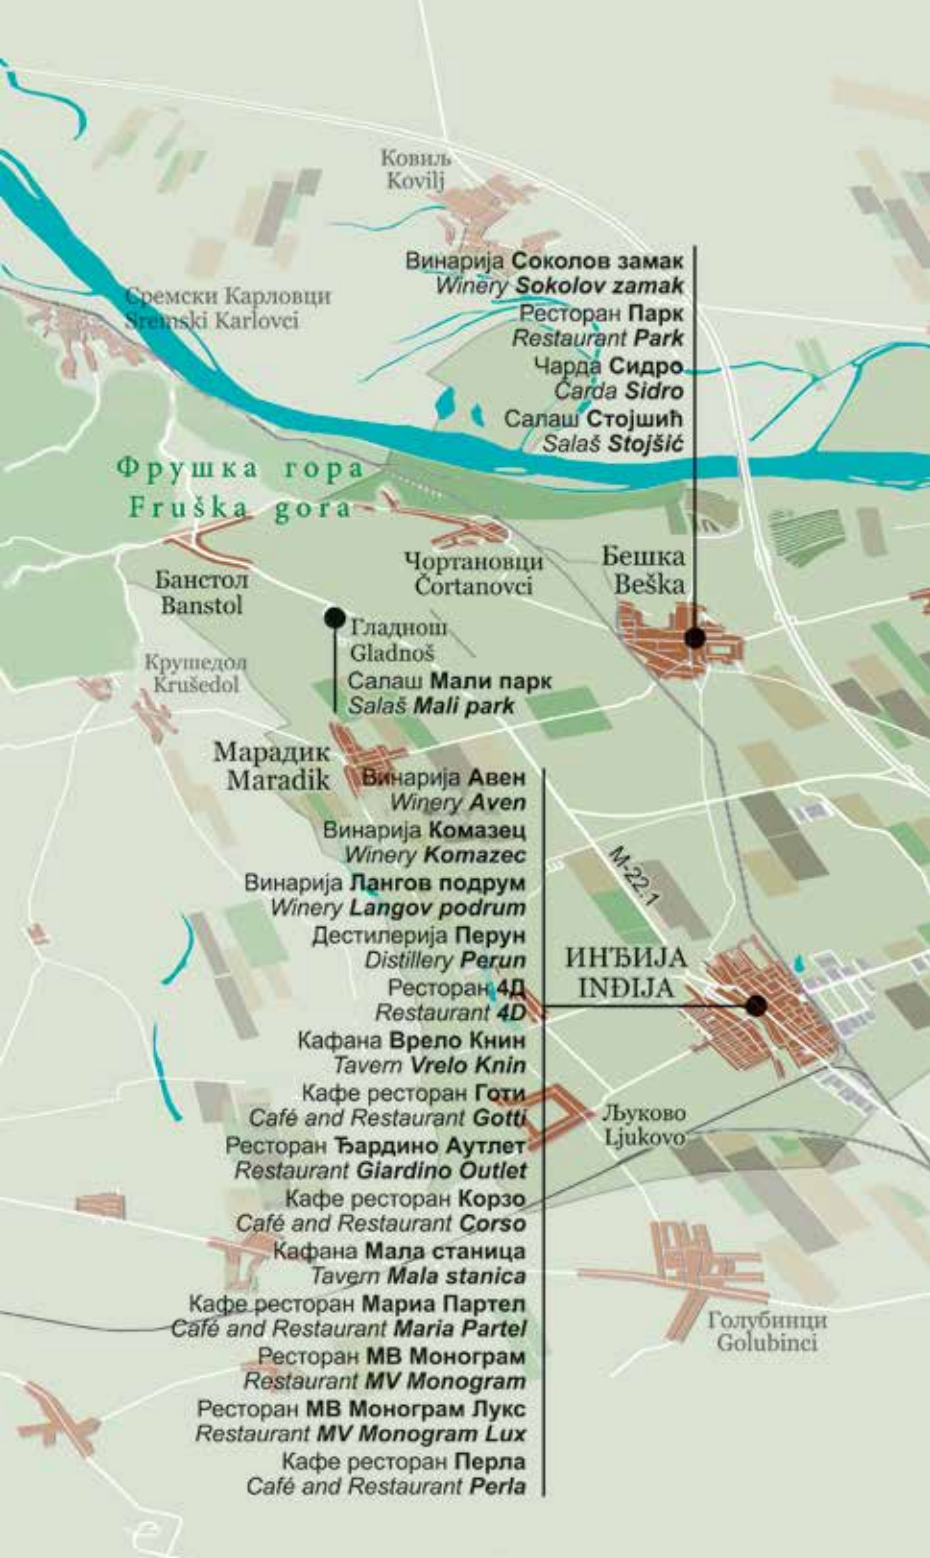 Ковиљ
Kovilj
Винарија Соколов замак
Winery Sokolov zamak
Ресторан Парк
Restaurant Park
Чарда Сидро
Čarda Sidro
Салаш Стојшић
Salaš Stojšić
Сремски Карловци
Sremski Karlovci
Фрушка гора
Fruška gora
Чортановци
Čortanovci
Бешка
Beška
Банстол
Banstol
Гладнош
Gladnoš
Салаш Мали парк
Salaš Mali park
Крушедол
Krušedol
Марадик
Maradik
Винарија Авен
Winery Aven
Винарија Комазец
Winery Komazec
Винарија Лангов подрум
Winery Langov podrum
Дестилерија Перун
Distillery Perun
Ресторан 4Д
Restaurant 4D
Кафана Врело Книн
Tavern Vrelo Knin
Кафе ресторан Готи
Café and Restaurant Gotti
Ресторан Ђардино Аутлет
Restaurant Giardino Outlet
Кафе ресторан Корзо
Café and Restaurant Corso
Кафана Мала станица
Tavern Mala stanica
Кафе ресторан Мариа Партел
Café and Restaurant Maria Partel
Ресторан МВ Монограм
Restaurant MV Monogram
Ресторан МВ Монограм Лукс
Restaurant MV Monogram Lux
Кафе ресторан Перла
Café and Restaurant Perla
M-22.1
ИНЂИЈА
INĐIJA
Љуково
Ljukovo
Голубинци
Golubinci